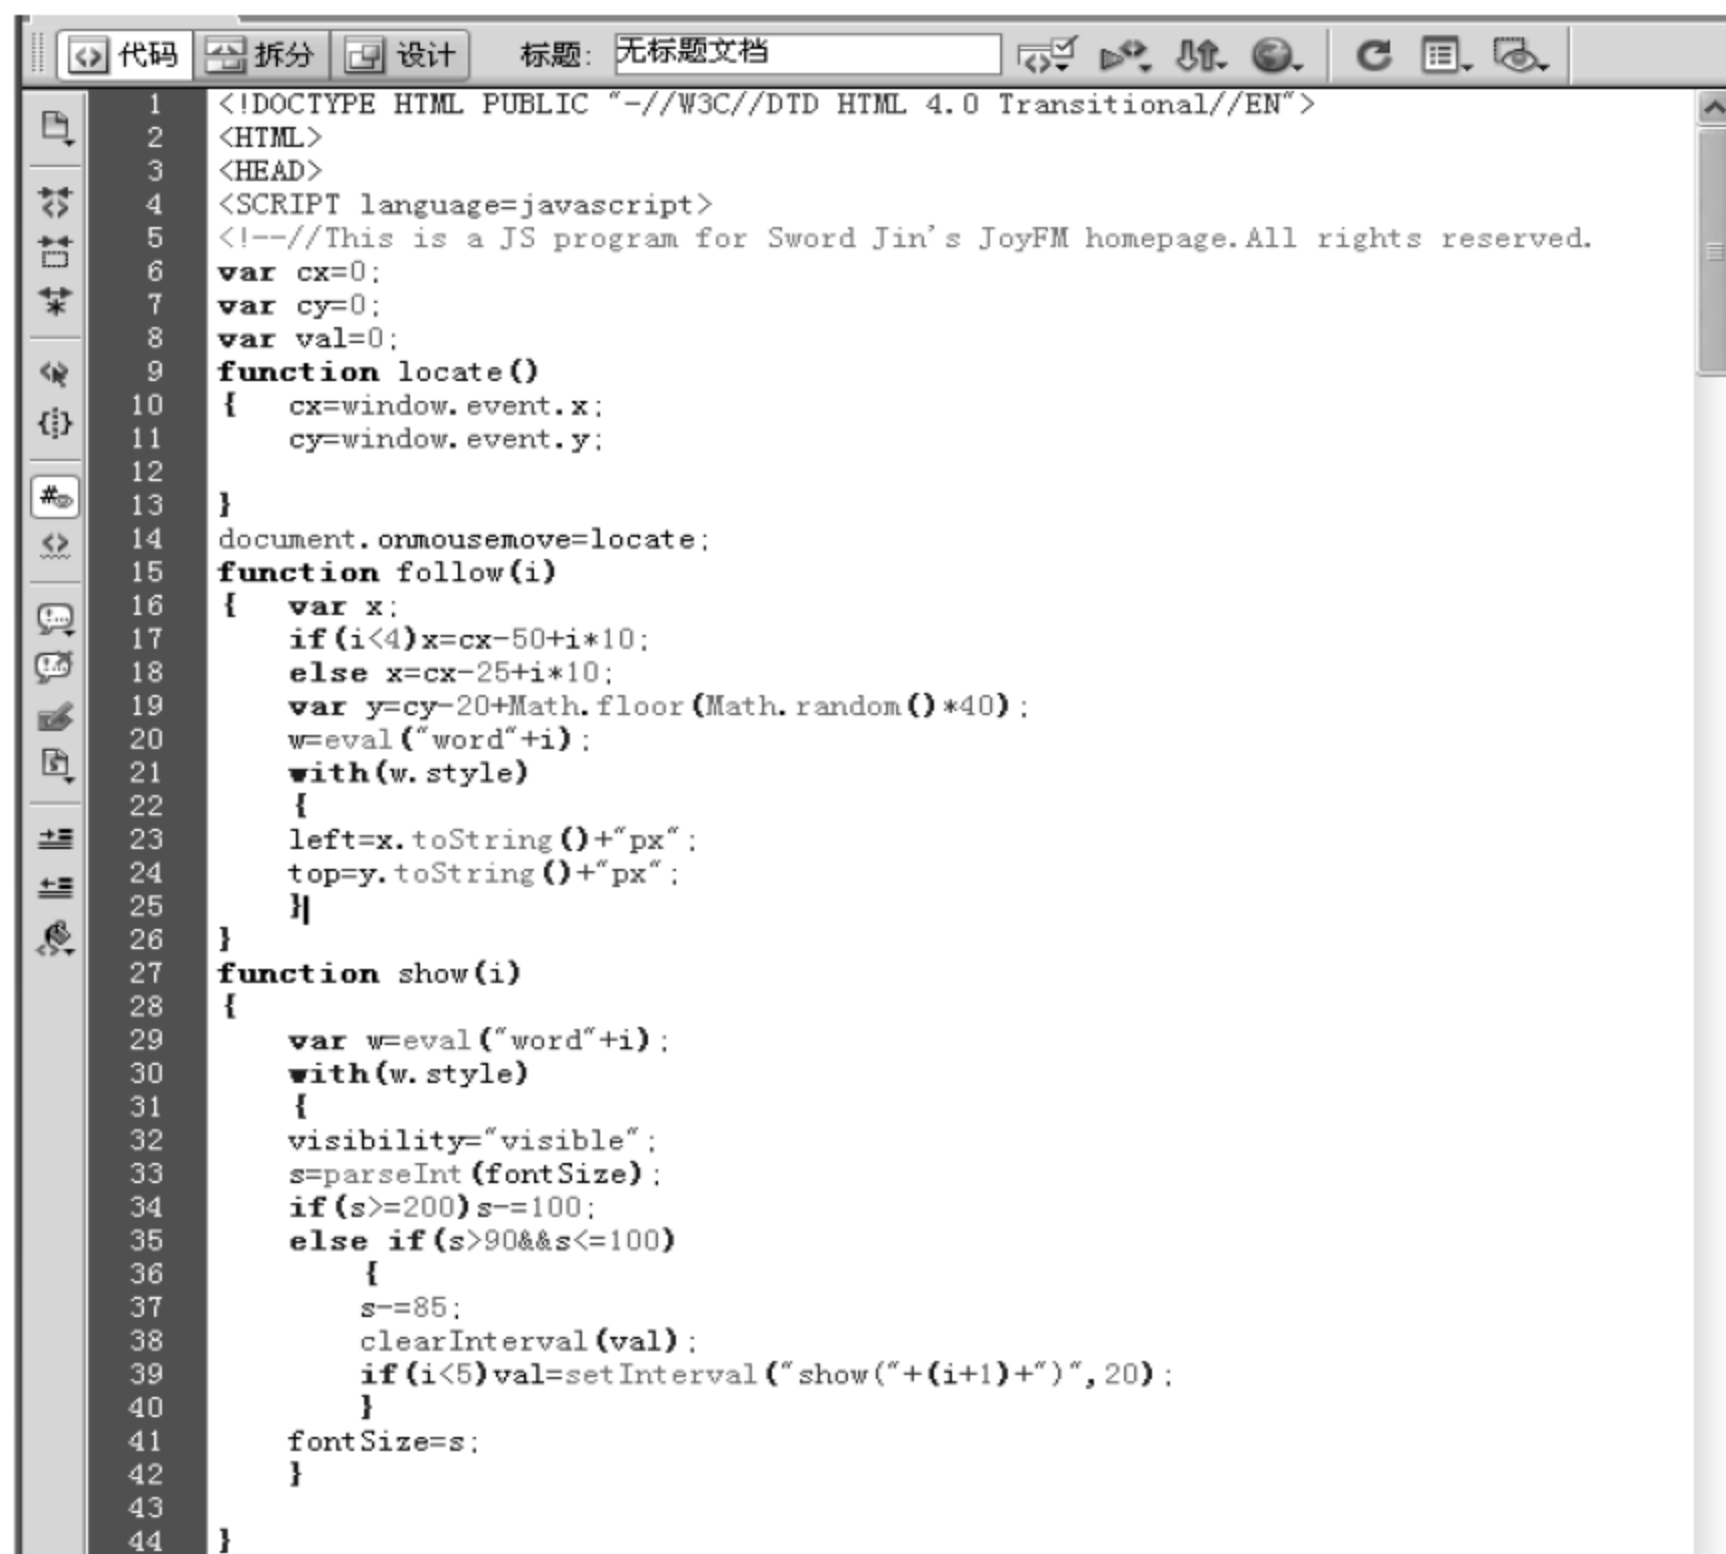 代码 拆分 设计 标题: 无标题文档
1 <!DOCTYPE HTML PUBLIC "-//W3C//DTD HTML 4.0 Transitional//EN">
2 <HTML>
3 <HEAD>
4 <SCRIPT language=javascript>
5 <!--//This is a JS program for Sword Jin's JoyFM homepage.All rights reserved.
6 var cx=0;
7 var cy=0;
8 var val=0;
9 function locate()
10 {   cx=window.event.x;
11     cy=window.event.y;
12
13 }
14 document.onmousemove=locate;
15 function follow(i)
16 {   var x;
17     if(i<4)x=cx-50+i*10;
18     else x=cx-25+i*10;
19     var y=cy-20+Math.floor(Math.random()*40);
20     w=eval("word"+i);
21     with(w.style)
22     {
23     left=x.toString()+"px";
24     top=y.toString()+"px";
25     }
26 }
27 function show(i)
28 {
29     var w=eval("word"+i);
30     with(w.style)
31     {
32     visibility="visible";
33     s=parseInt(fontSize);
34     if(s>=200)s-=100;
35     else if(s>90&&s<=100)
36         {
37         s-=85;
38         clearInterval(val);
39         if(i<5)val=setInterval("show("+(i+1)+")",20);
40         }
41     fontSize=s;
42     }
43
44 }